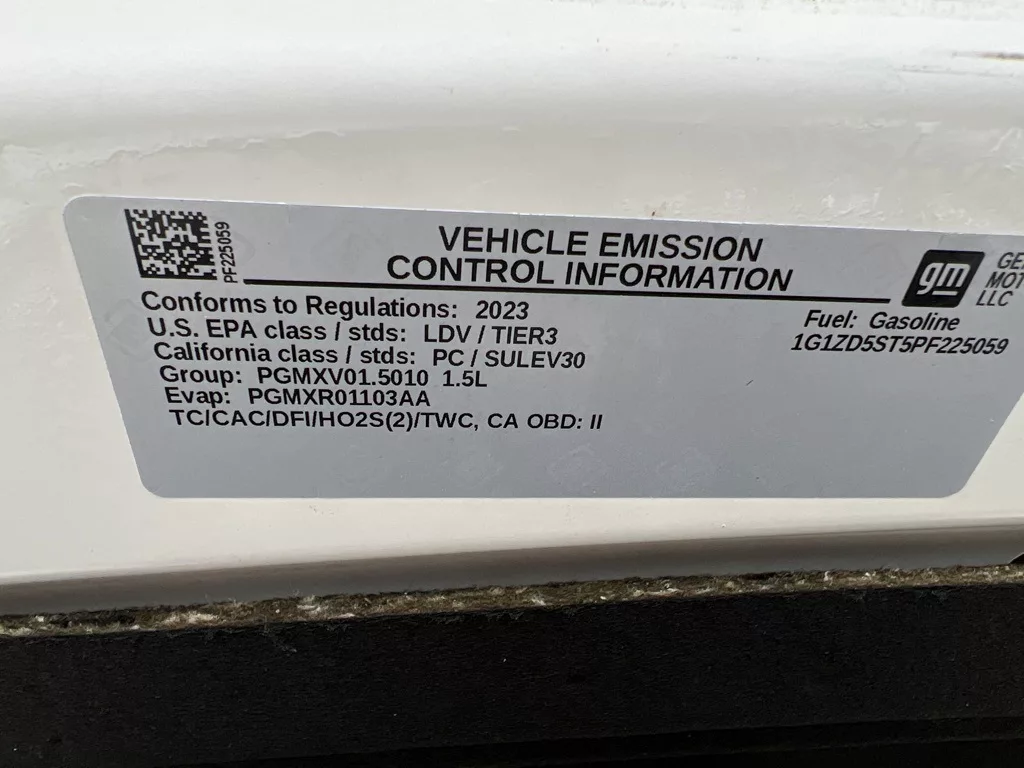 PF225059
VEHICLE EMISSION
CONTROL INFORMATION
gm
MOT
LLC
Conforms to Regulations: 2023
U.S. EPA class / stds: LDV / TIER3
California class / stds: PC / SULEV30
Group: PGMXV01.5010 1.5L
Evap: PGMXR01103AA
TC/CAC/DFI/HO2S(2)/TWC, CA OBD: II
Fuel: Gasoline
1G1ZD5ST5PF225059